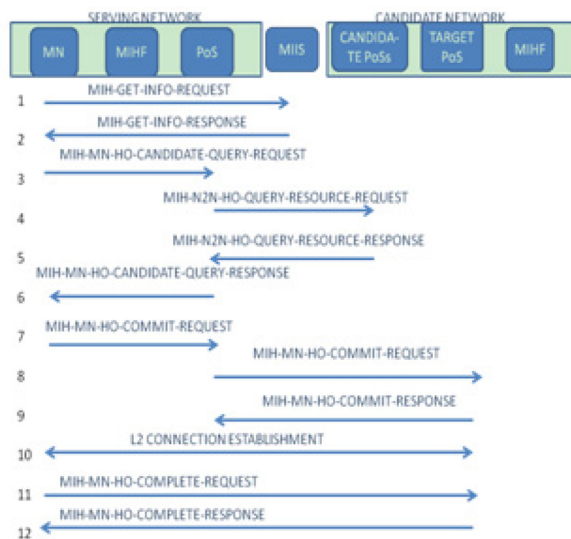 SERVING NETWORK
CANDIDATE NETWORK
MN
MIHF
PoS
MIIS
CANDIDA-
TE PoSs
TARGET
PoS
MIHF
1
MIH-GET-INFO-REQUEST
2
MIH-GET-INFO-RESPONSE
3
MIH-MN-HO-CANDIDATE-QUERY-REQUEST
4
MIH-N2N-HO-QUERY-RESOURCE-REQUEST
5
MIH-N2N-HO-QUERY-RESOURCE-RESPONSE
6
MIH-MN-HO-CANDIDATE-QUERY-RESPONSE
7
MIH-MN-HO-COMMIT-REQUEST
8
MIH-MN-HO-COMMIT-REQUEST
9
MIH-MN-HO-COMMIT-RESPONSE
10
L2 CONNECTION ESTABLISHMENT
11
MIH-MN-HO-COMPLETE-REQUEST
12
MIH-MN-HO-COMPLETE-RESPONSE